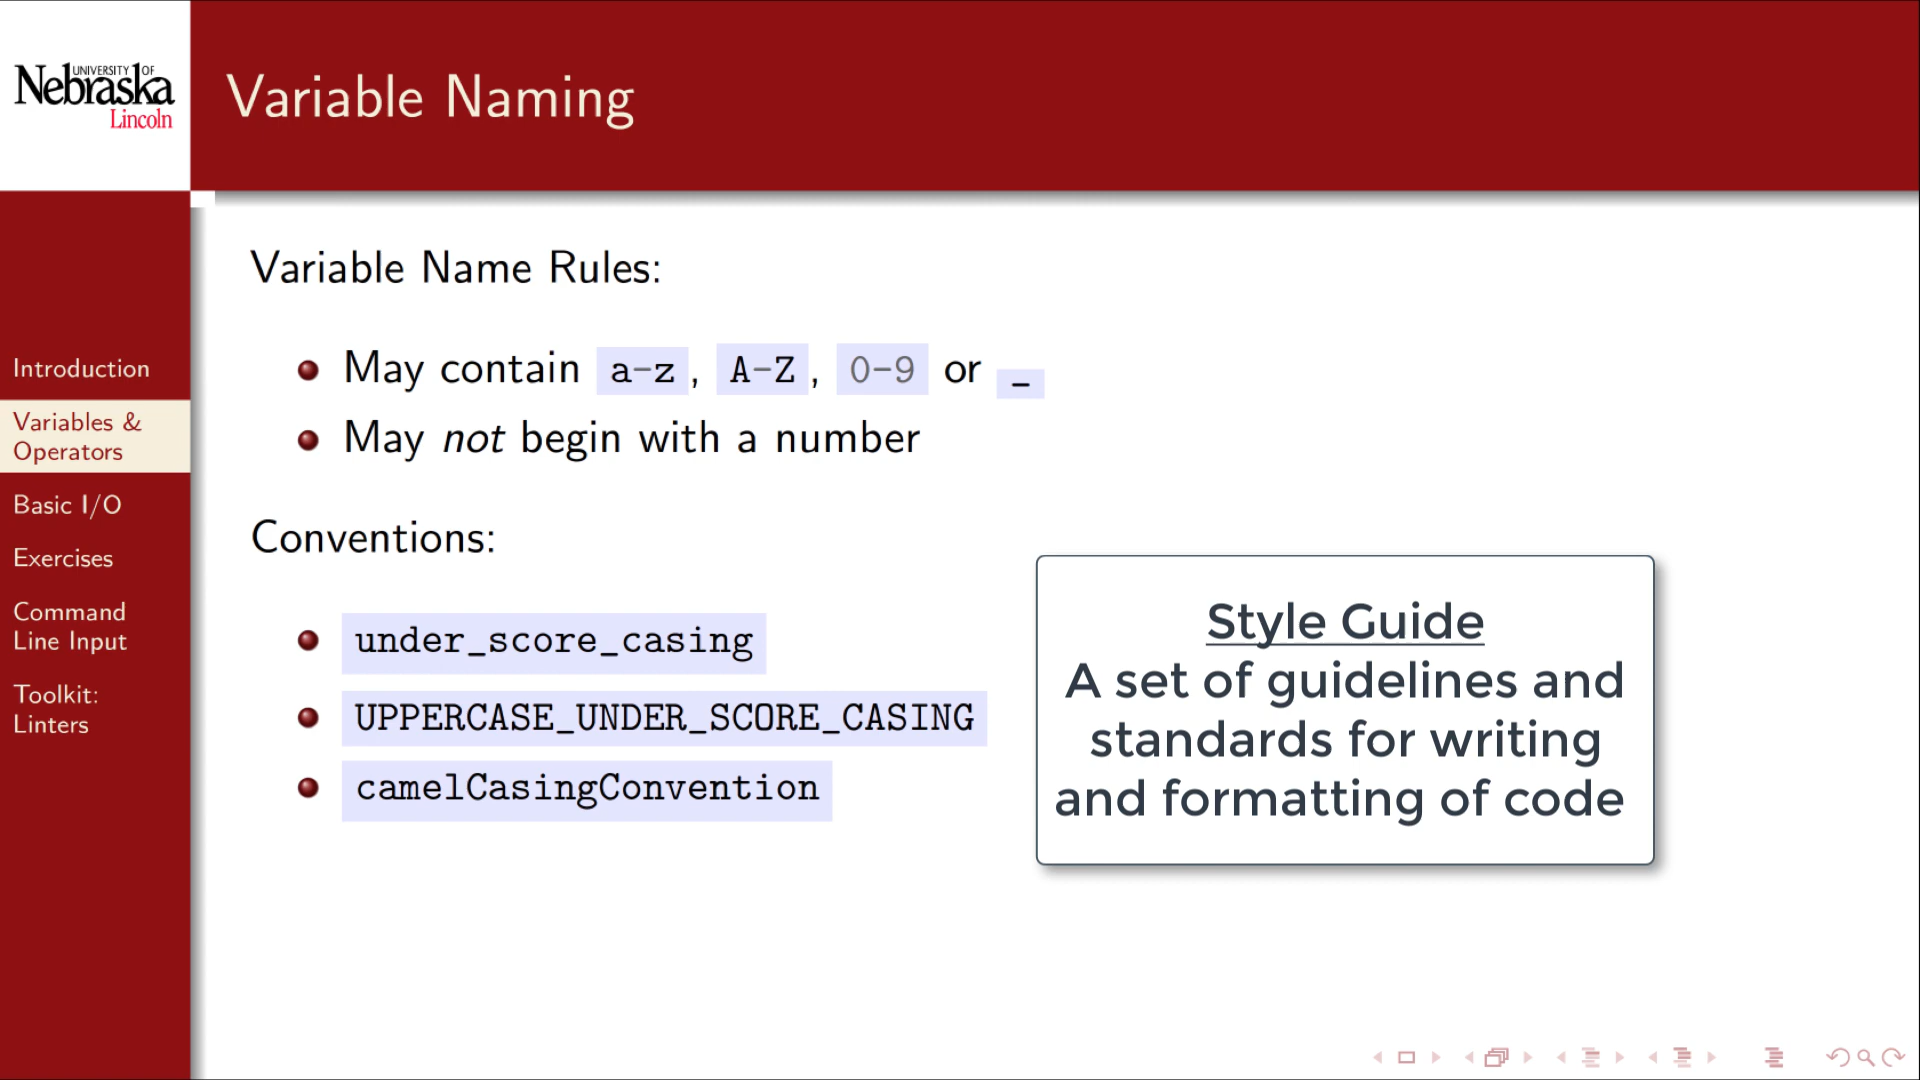 UNIVERSITY OF
Nebraska
Lincoln
Variable Naming
Introduction
Variables &
Operators
Basic I/O
Exercises
Command
Line Input
Toolkit:
Linters
Variable Name Rules:
May contain a-z, A-Z, 0-9 or _
May not begin with a number
Conventions:
under_score_casing
UPPERCASE_UNDER_SCORE_CASING
camelCasingConvention
Style Guide
A set of guidelines and
standards for writing
and formatting of code